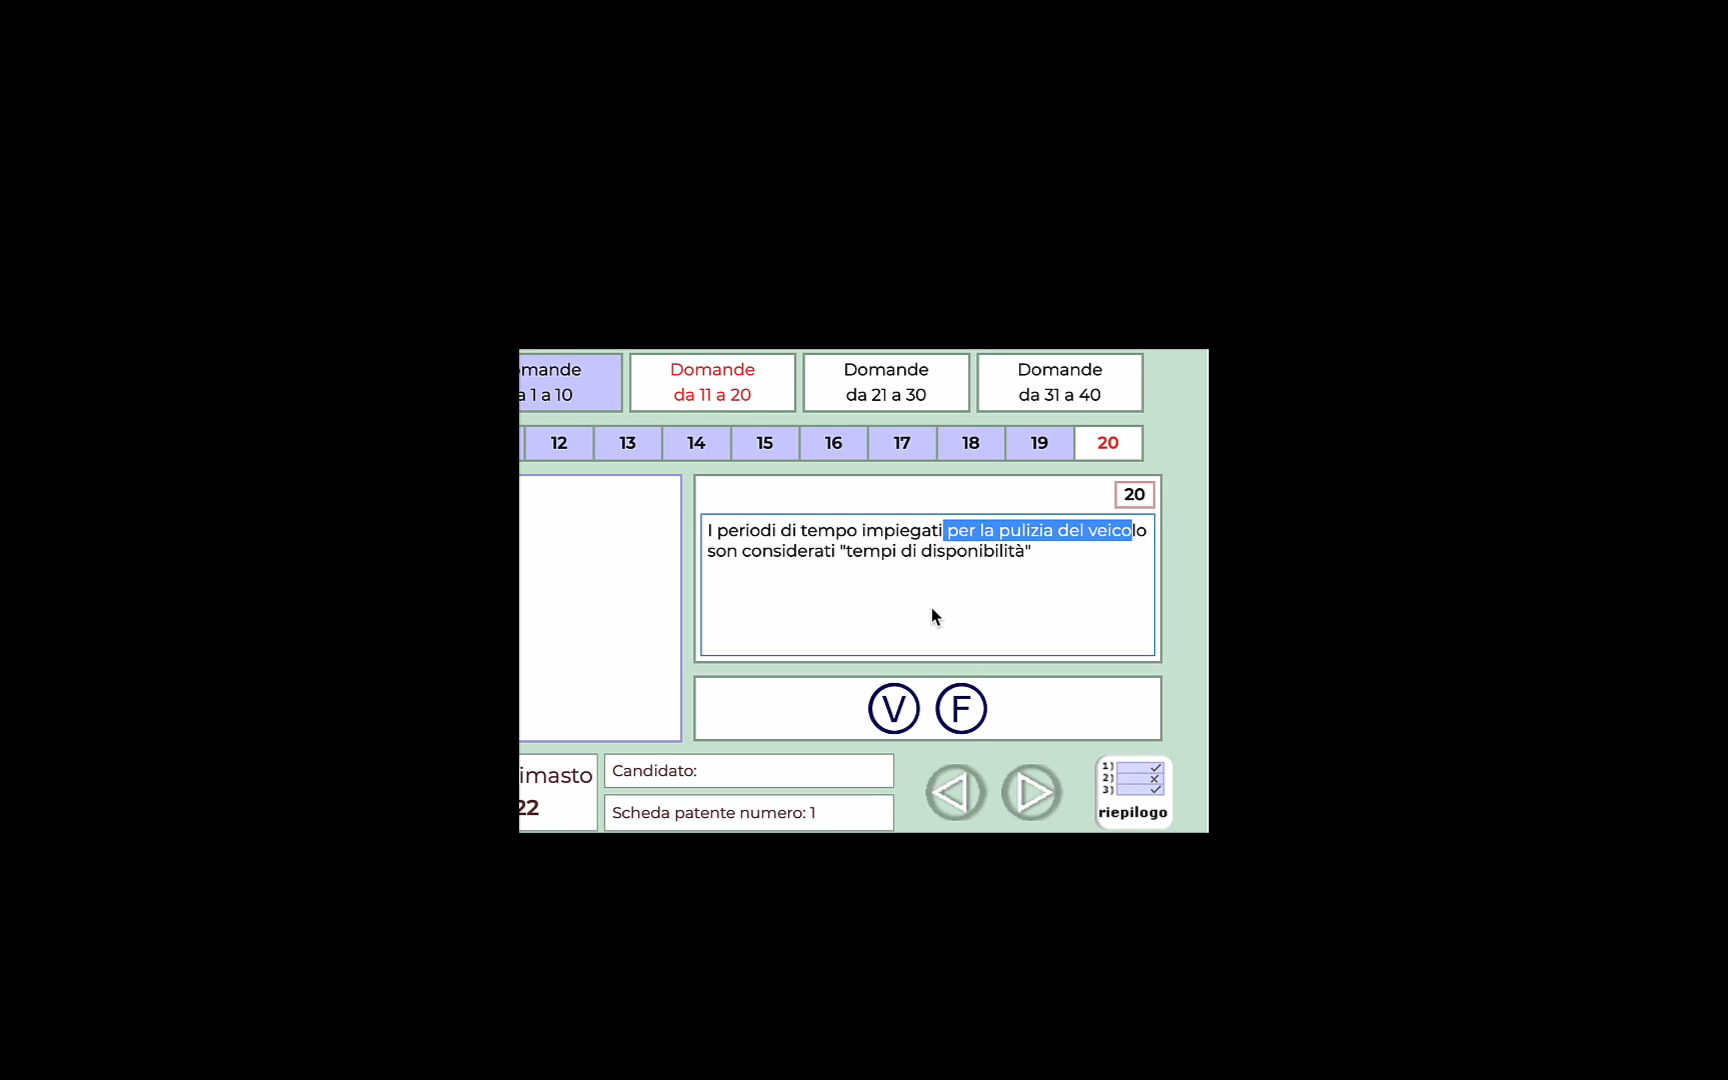 mande
a 1 a 10
Domande
da 11 a 20
Domande
da 21 a 30
Domande
da 31 a 40
12 13 14 15 16 17 18 19 20
20
I periodi di tempo impiegati per la pulizia del veicolo
son considerati "tempi di disponibilità"
V F
imasto
22
Candidato:
Scheda patente numero: 1
1)
2)
3)
riepilogo